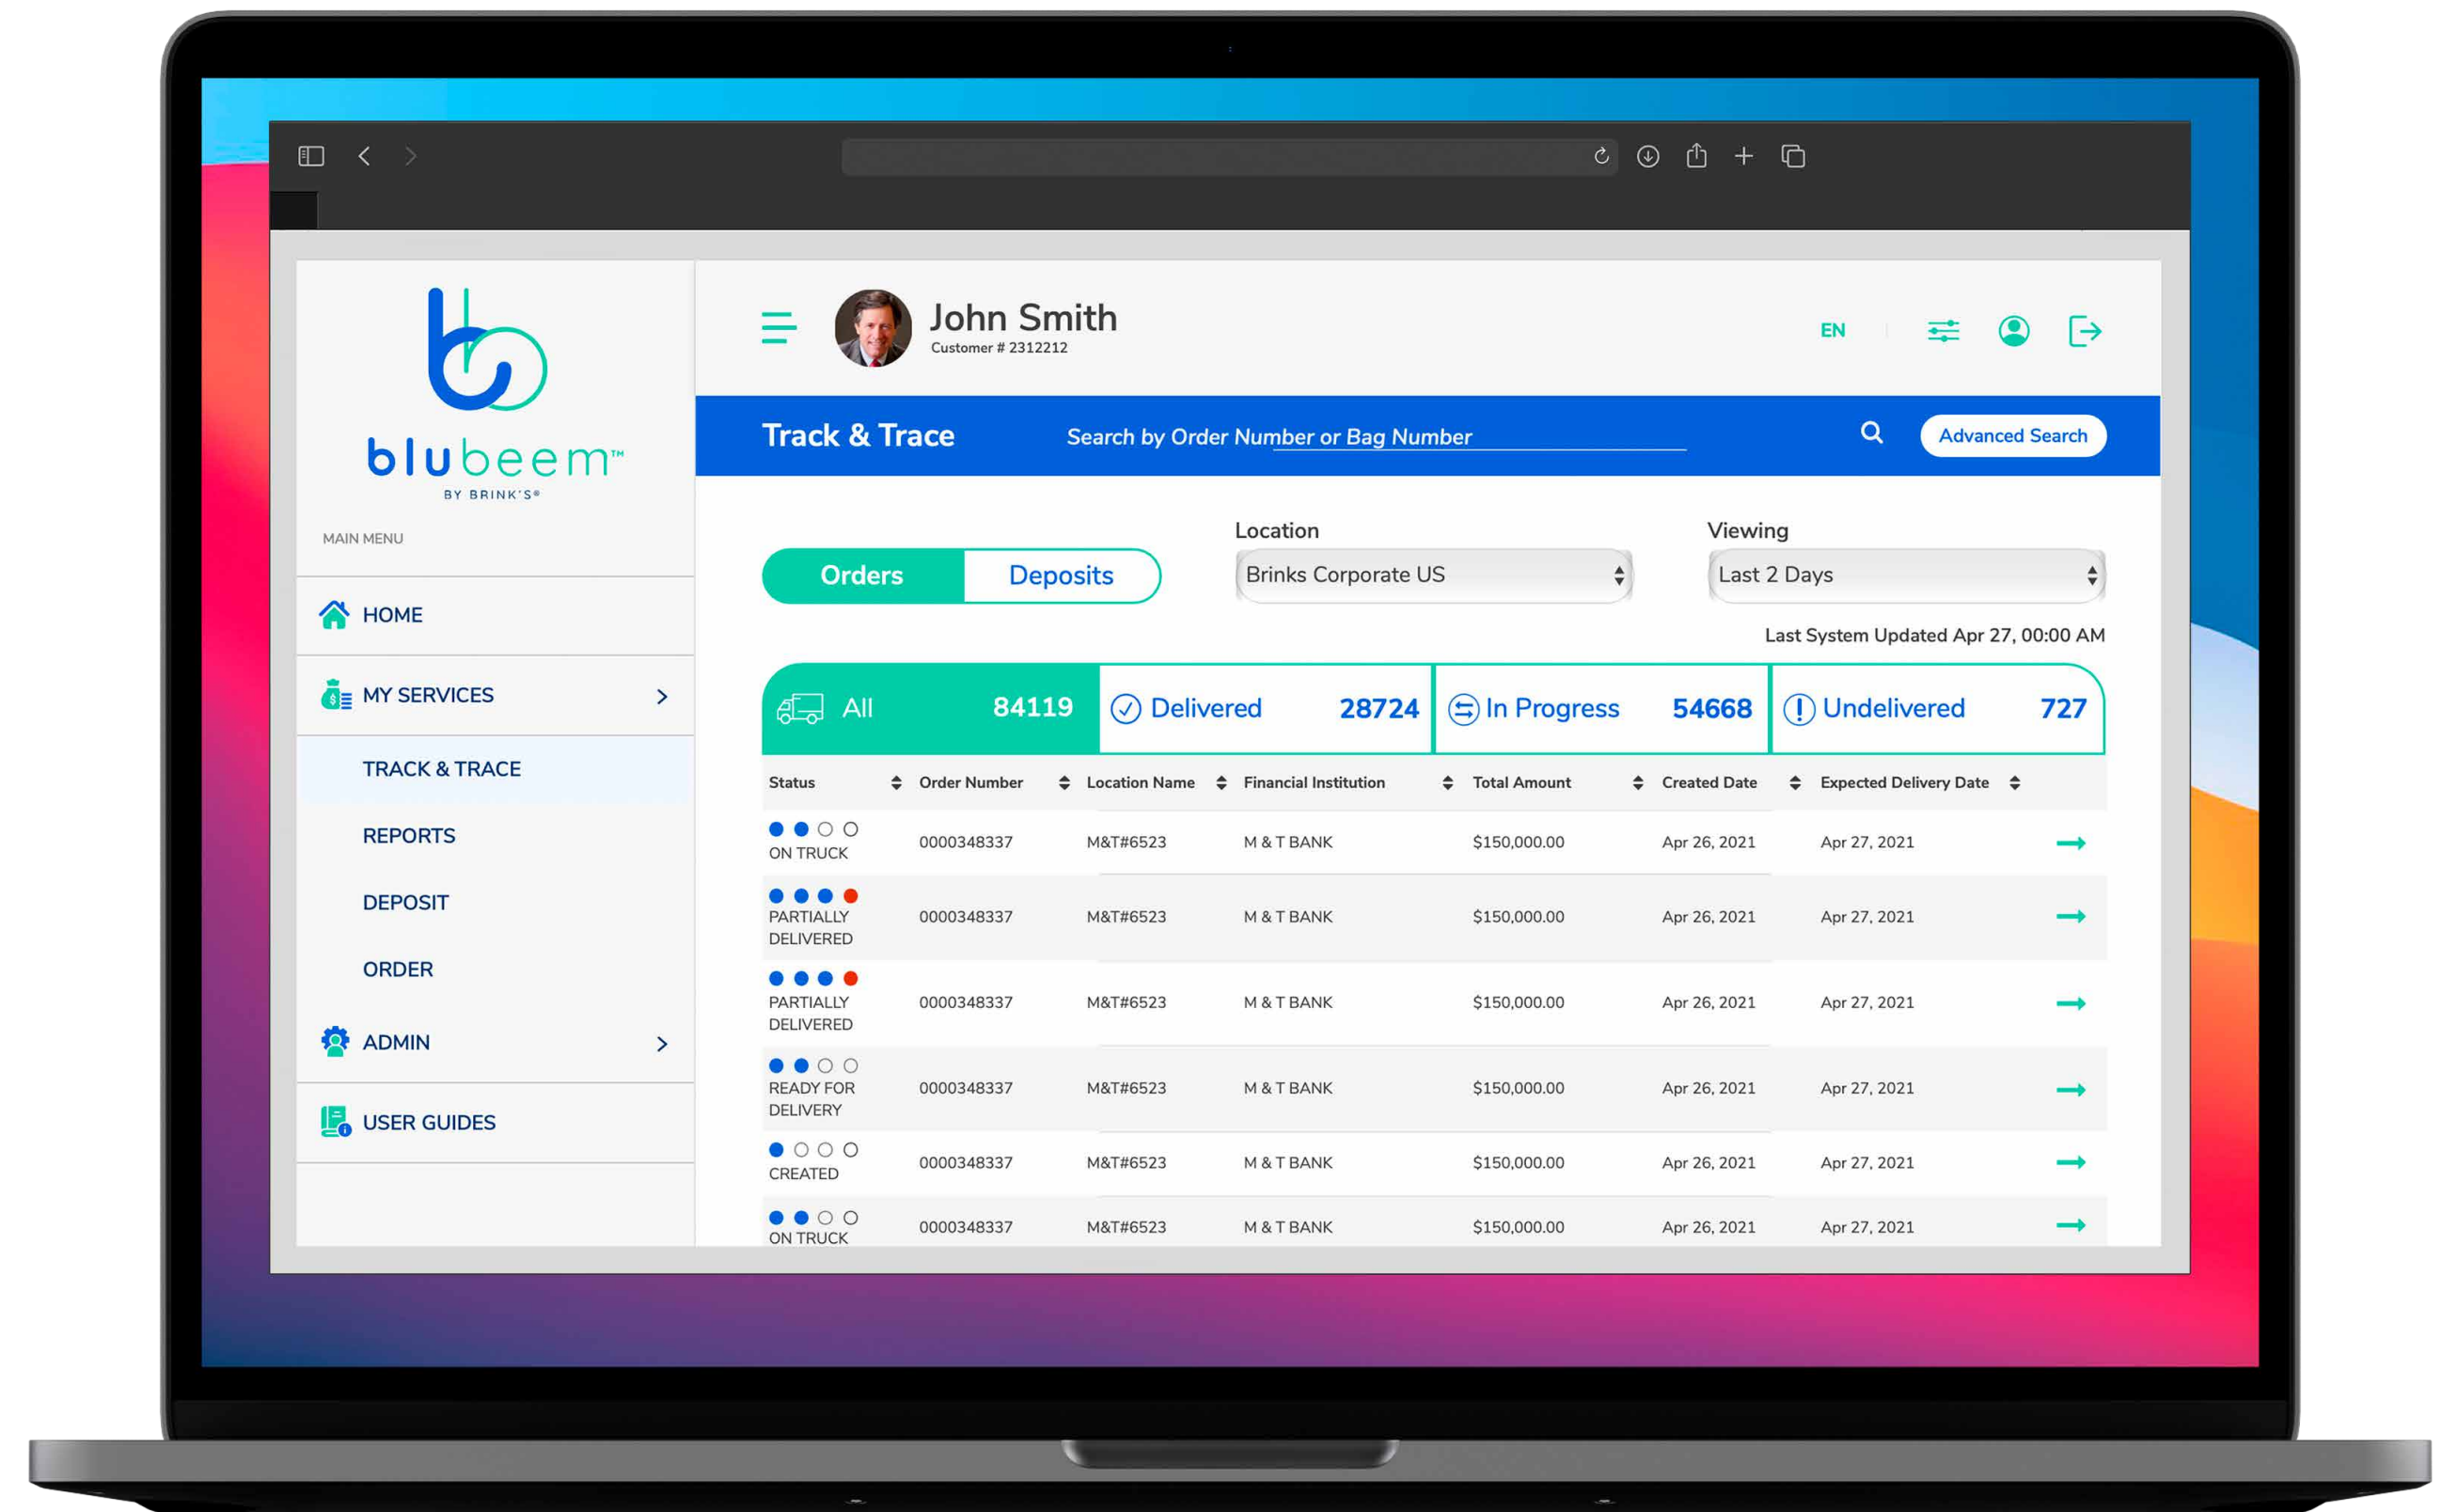 blubeem™
BY BRINK'S®
MAIN MENU
HOME
MY SERVICES
TRACK & TRACE
REPORTS
DEPOSIT
ORDER
ADMIN
USER GUIDES
John Smith
Customer # 2312212
EN
Track & Trace Search by Order Number or Bag Number Advanced Search
Location Viewing
Orders Deposits Brinks Corporate US Last 2 Days
Last System Updated Apr 27, 00:00 AM
All 84119 Delivered 28724 In Progress 54668 Undelivered 727
Status Order Number Location Name Financial Institution Total Amount Created Date Expected Delivery Date
ON TRUCK 0000348337 M&T#6523 M & T BANK $150,000.00 Apr 26, 2021 Apr 27, 2021
PARTIALLY
DELIVERED 0000348337 M&T#6523 M & T BANK $150,000.00 Apr 26, 2021 Apr 27, 2021
PARTIALLY
DELIVERED 0000348337 M&T#6523 M & T BANK $150,000.00 Apr 26, 2021 Apr 27, 2021
READY FOR
DELIVERY 0000348337 M&T#6523 M & T BANK $150,000.00 Apr 26, 2021 Apr 27, 2021
CREATED 0000348337 M&T#6523 M & T BANK $150,000.00 Apr 26, 2021 Apr 27, 2021
ON TRUCK 0000348337 M&T#6523 M & T BANK $150,000.00 Apr 26, 2021 Apr 27, 2021